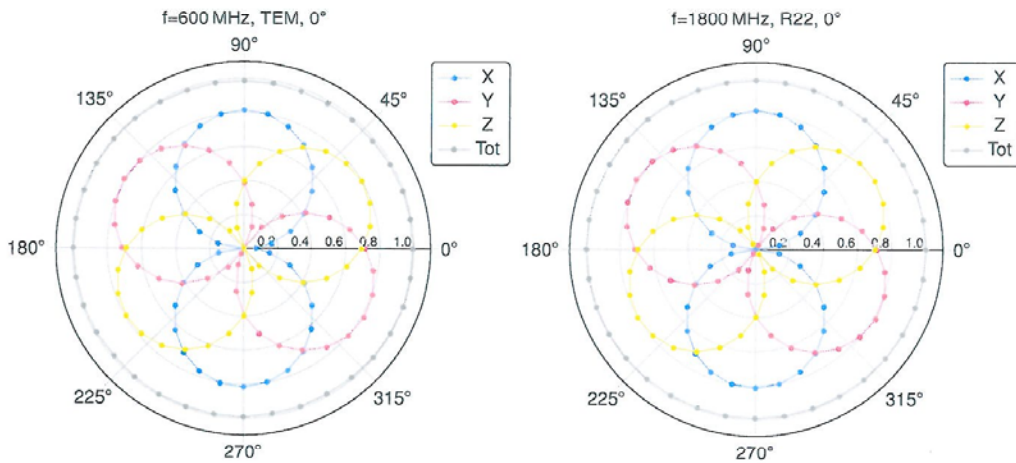 f=600 MHz, TEM, 0°
90°
135°
45°
180°
0°
0.2 0.4 0.6 0.8 1.0
225°
315°
270°
X
Y
Z
Tot
f=1800 MHz, R22, 0°
90°
135°
45°
180°
0°
0.2 0.4 0.6 0.8 1.0
225°
315°
270°
X
Y
Z
Tot